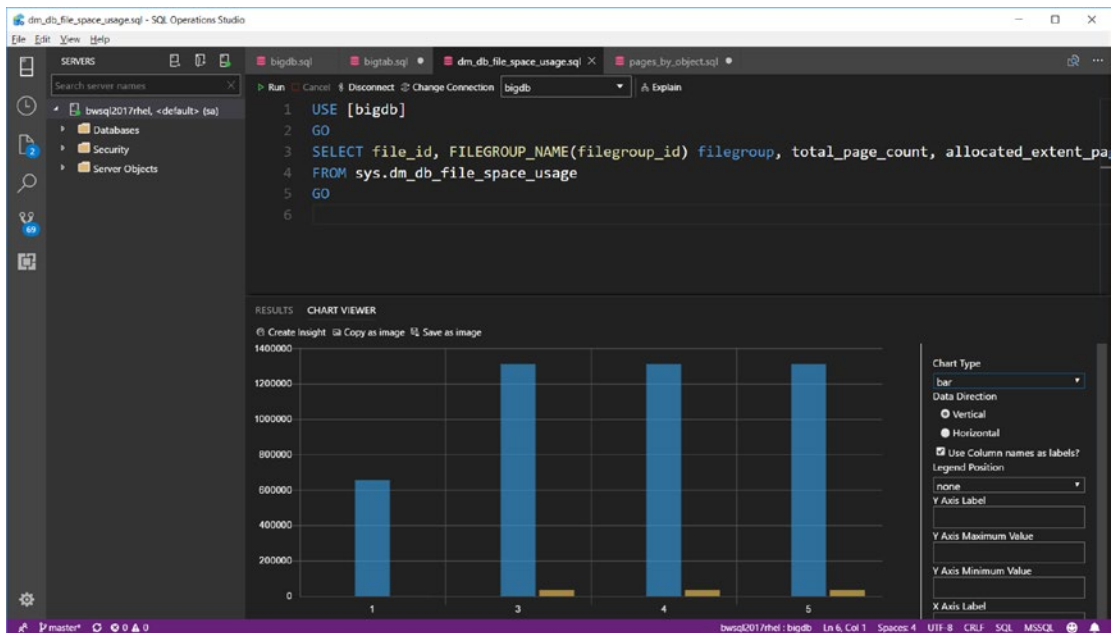 dm_db_file_space_usage.sql - SQL Operations Studio
File Edit View Help
SERVERS
bigdb.sql bigtab.sql dm_db_file_space_usage.sql pages_by_object.sql
Search server names
Run Cancel Disconnect Change Connection bigdb Explain
bwsql2017rhel, <default> (sa)
Databases
Security
Server Objects
2
69
1 USE [bigdb]
2 GO
3 SELECT file_id, FILEGROUP_NAME(filegroup_id) filegroup, total_page_count, allocated_extent_pa
4 FROM sys.dm_db_file_space_usage
5 GO
6
RESULTS CHART VIEWER
Create Insight Copy as image Save as image
1400000
1200000
1000000
800000
600000
400000
200000
0
1 3 4 5
Chart Type
bar
Data Direction
Vertical
Horizontal
Use Column names as labels?
Legend Position
none
Y Axis Label
Y Axis Maximum Value
Y Axis Minimum Value
X Axis Label
master* 0 0 bwsql2017rhel : bigdb Ln 6, Col 1 Spaces: 4 UTF-8 CRLF SQL MSSQL